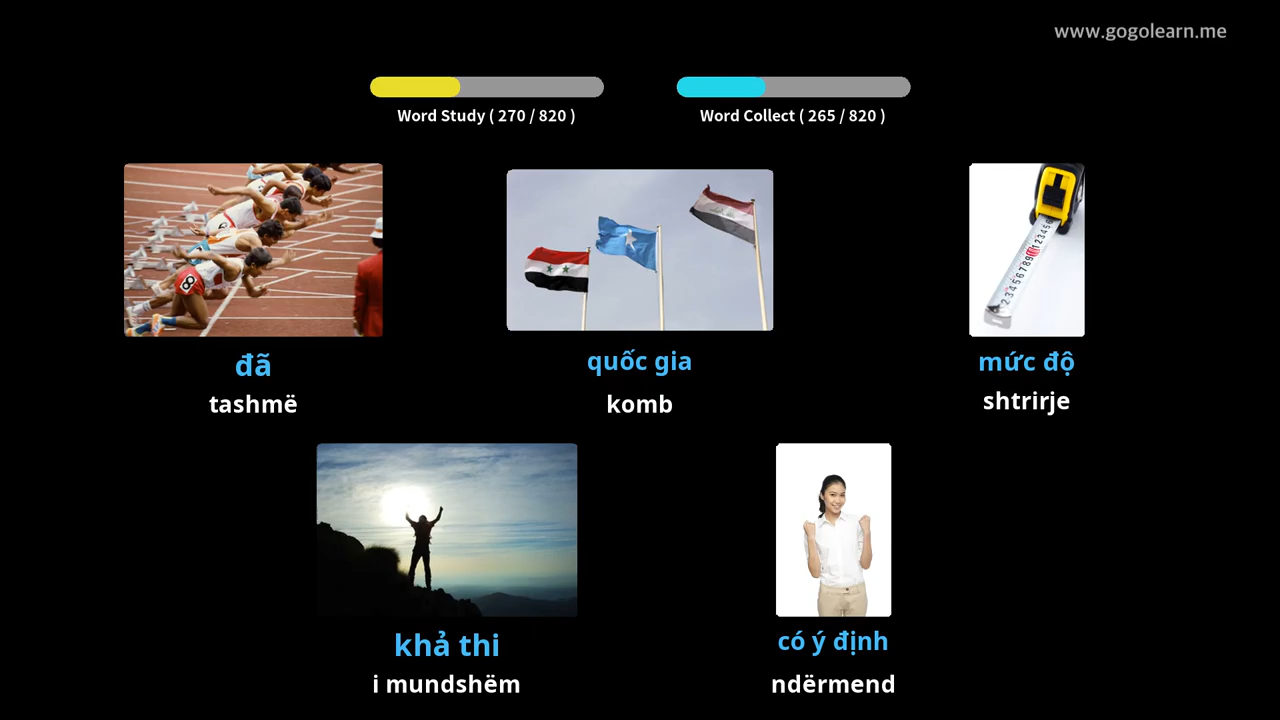 www.gogolearn.me
Word Study ( 270 / 820 )
Word Collect ( 265 / 820 )
đã
tashmë
quốc gia
komb
mức độ
shtrirje
khả thi
i mundshëm
có ý định
ndërmend